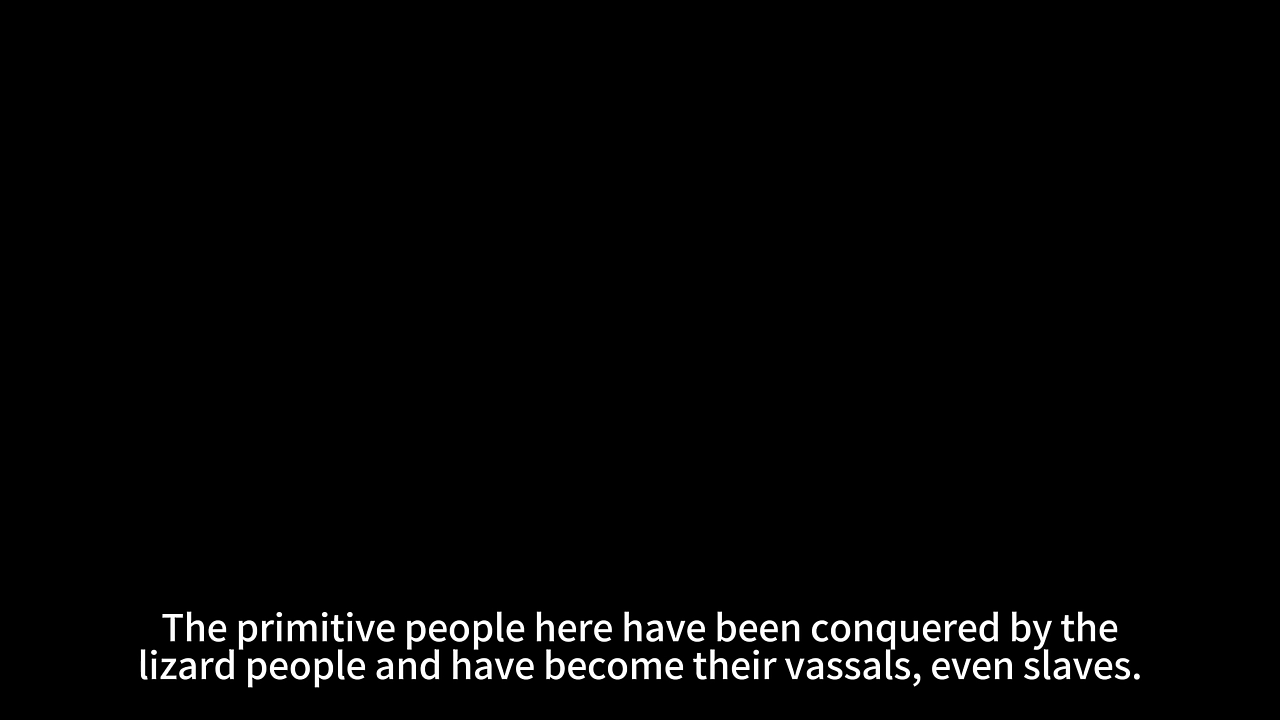 The primitive people here have been conquered by the
lizard people and have become their vassals, even slaves.